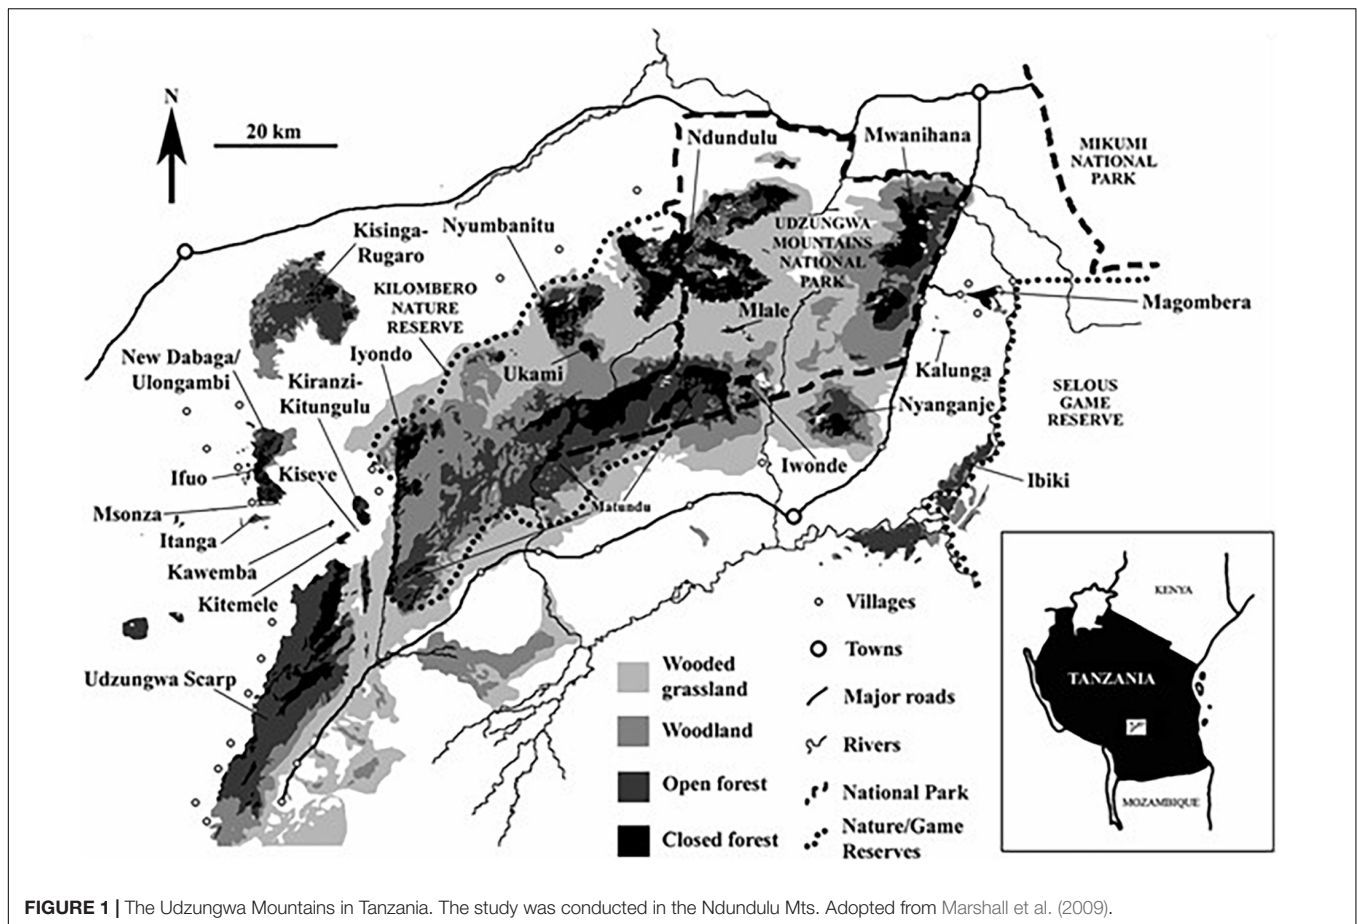 N
20 km
Ndundulu
Mwanihana
MIKUMI
NATIONAL
PARK
Kisinga-
Rugaro
Nyumbanitu
UDZUNGWA
MOUNTAINS
NATIONAL
PARK
KILOMBERO
NATURE
RESERVE
Magombera
Mlale
Iyondo
New Dabaga/
Ulongambi
Kiranzi-
Kitungulu
Ukami
Kalunga
SELOUS
GAME
RESERVE
Nyanganje
Iwonde
Ifuo
Kiseve
Ibiki
Msonza
Matundu
Itanga
Kawemba
Kitemele
Udzungwa Scarp
Villages
Towns
Major roads
Rivers
National Park
Nature/Game
Reserves
Wooded
grassland
Woodland
Open forest
Closed forest
KENYA
TANZANIA
MOZAMBIQUE
FIGURE 1 | The Udzungwa Mountains in Tanzania. The study was conducted in the Ndundulu Mts. Adopted from Marshall et al. (2009).